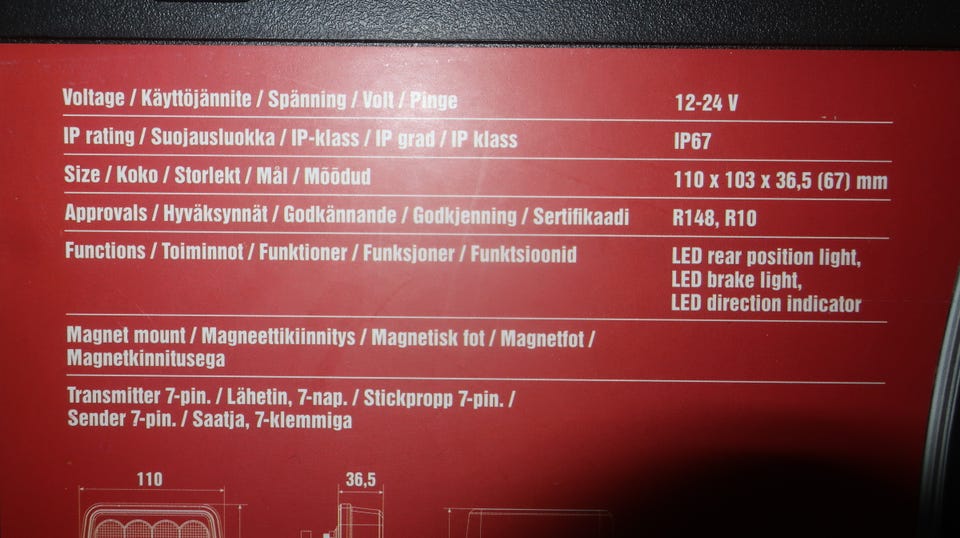 Voltage / Käyttöjännite / Spänning / Volt / Pinge 12-24 V
IP rating / Suojausluokka / IP-klass / IP grad / IP klass IP67
Size / Koko / Storlekt / Mål / Mõõdud 110 x 103 x 36,5 (67) mm
Approvals / Hyväksynnät / Godkännande / Godkjenning / Sertifikaadi R148, R10
Functions / Toiminnot / Funktioner / Funksjoner / Funktsioonid LED rear position light,
LED brake light,
LED direction indicator
Magnet mount / Magneettikiinnitys / Magnetisk fot / Magnetfot /
Magnetkinnitusega
Transmitter 7-pin. / Lähetin, 7-nap. / Stickpropp 7-pin. /
Sender 7-pin. / Saatja, 7-klemmiga
110 36,5